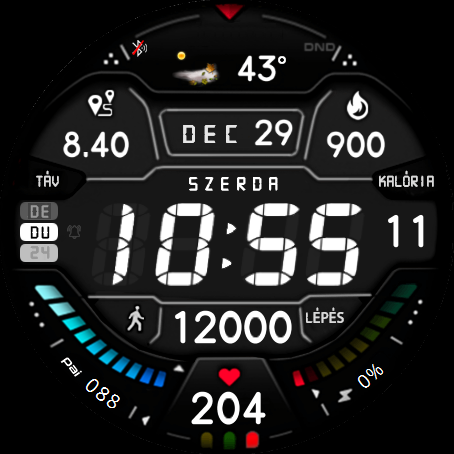 DND
43°
8.40
DEC 29
900
TÁV
SZERDA
KALÓRIA
DE
DU
24
10:55
11
12000
LÉPÉS
PAI 088
0%
204